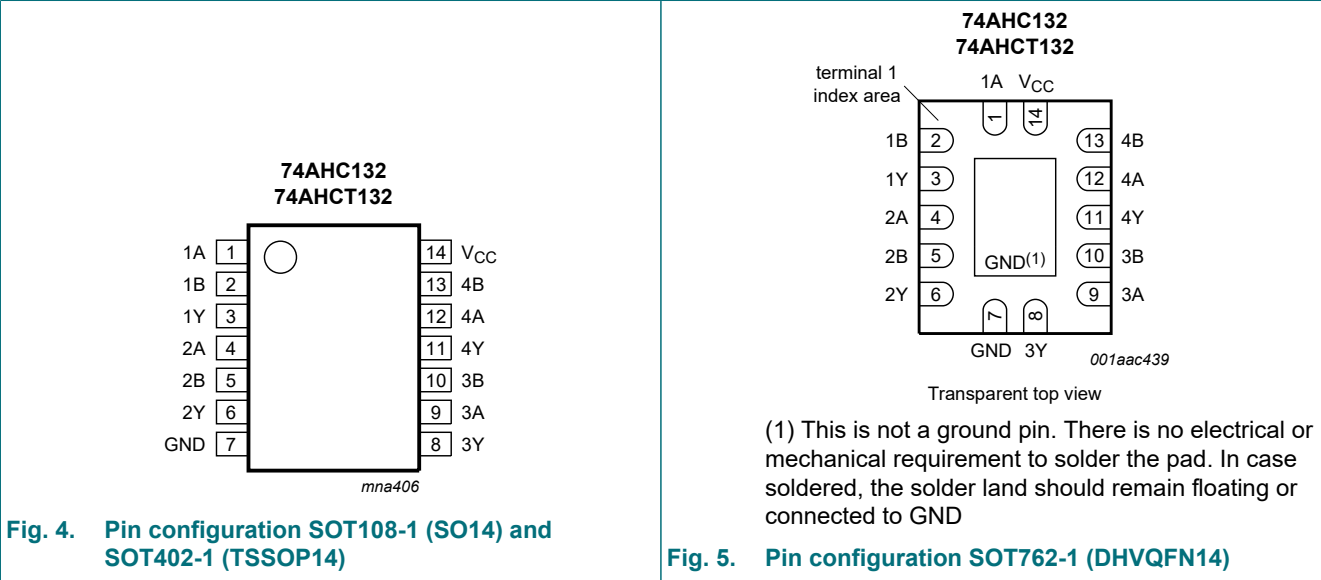 74AHC132
74AHCT132
1A 1 14 VCC
1B 2 13 4B
1Y 3 12 4A
2A 4 11 4Y
2B 5 10 3B
2Y 6 9 3A
GND 7 8 3Y
mna406
Fig. 4. Pin configuration SOT108-1 (SO14) and
SOT402-1 (TSSOP14)
74AHC132
74AHCT132
terminal 1
index area
1A VCC
1 14
1B 2 13 4B
1Y 3 12 4A
2A 4 11 4Y
2B 5 10 3B
GND(1)
2Y 6 9 3A
7 8
GND 3Y
001aac439
Transparent top view
(1) This is not a ground pin. There is no electrical or
mechanical requirement to solder the pad. In case
soldered, the solder land should remain floating or
connected to GND
Fig. 5. Pin configuration SOT762-1 (DHVQFN14)